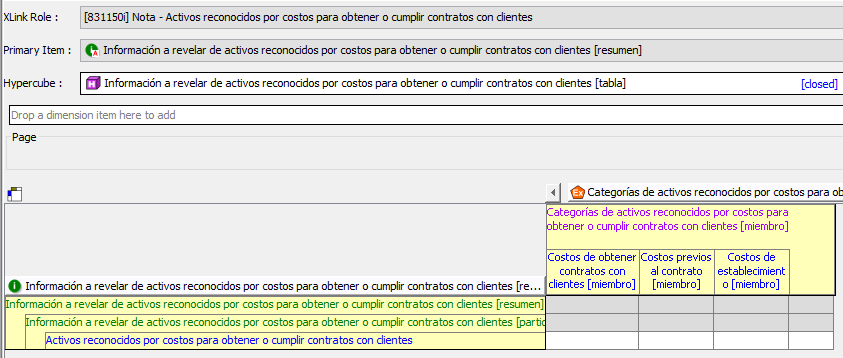 XLink Role : [831150i] Nota - Activos reconocidos por costos para obtener o cumplir contratos con clientes
Primary Item : Información a revelar de activos reconocidos por costos para obtener o cumplir contratos con clientes [resumen]
Hypercube : Información a revelar de activos reconocidos por costos para obtener o cumplir contratos con clientes [tabla] [closed]
Drop a dimension item here to add
Page
Categorías de activos reconocidos por costos para ob
Categorías de activos reconocidos por costos para
obtener o cumplir contratos con clientes [miembro]
Costos de obtener
contratos con
clientes [miembro]
Costos previos
al contrato
[miembro]
Costos de
establecimient
o [miembro]
Información a revelar de activos reconocidos por costos para obtener o cumplir contratos con clientes [re...
Información a revelar de activos reconocidos por costos para obtener o cumplir contratos con clientes [resumen]
Información a revelar de activos reconocidos por costos para obtener o cumplir contratos con clientes [partid
Activos reconocidos por costos para obtener o cumplir contratos con clientes